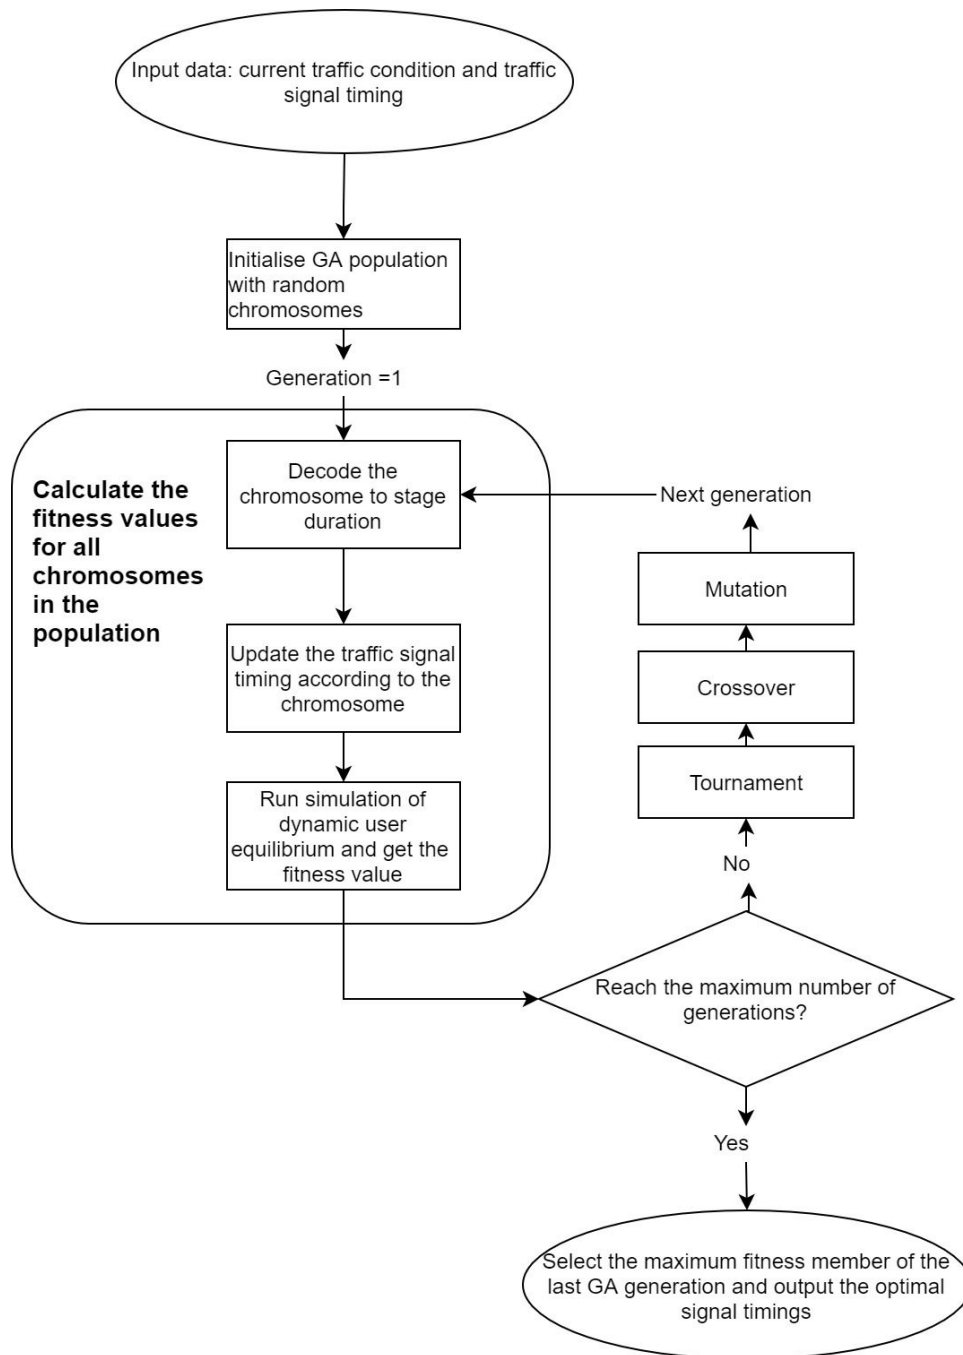 Input data: current traffic condition and traffic
signal timing
Initialise GA population
with random
chromosomes
Generation =1
Calculate the
fitness values
for all
chromosomes
in the
population
Decode the
chromosome to stage
duration
Update the traffic signal
timing according to the
chromosome
Run simulation of
dynamic user
equilibrium and get the
fitness value
Next generation
Mutation
Crossover
Tournament
No
Reach the maximum number of
generations?
Yes
Select the maximum fitness member of the
last GA generation and output the optimal
signal timings